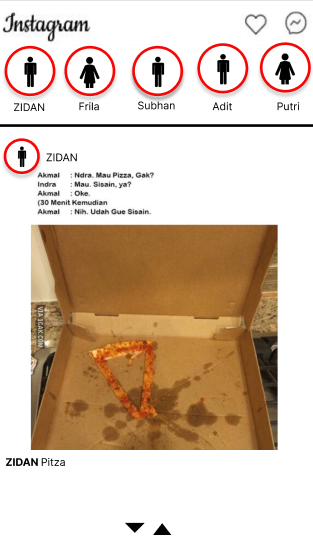 Instagram
ZIDAN Frila Subhan Adit Putri
ZIDAN
Akmal : Ndra. Mau Pizza, Gak?
Indra : Mau. Sisain, ya?
Akmal : Oke.
(30 Menit Kemudian
Akmal : Nih. Udah Gue Sisain.
VIA 1CAK.COM
ZIDAN Pitza